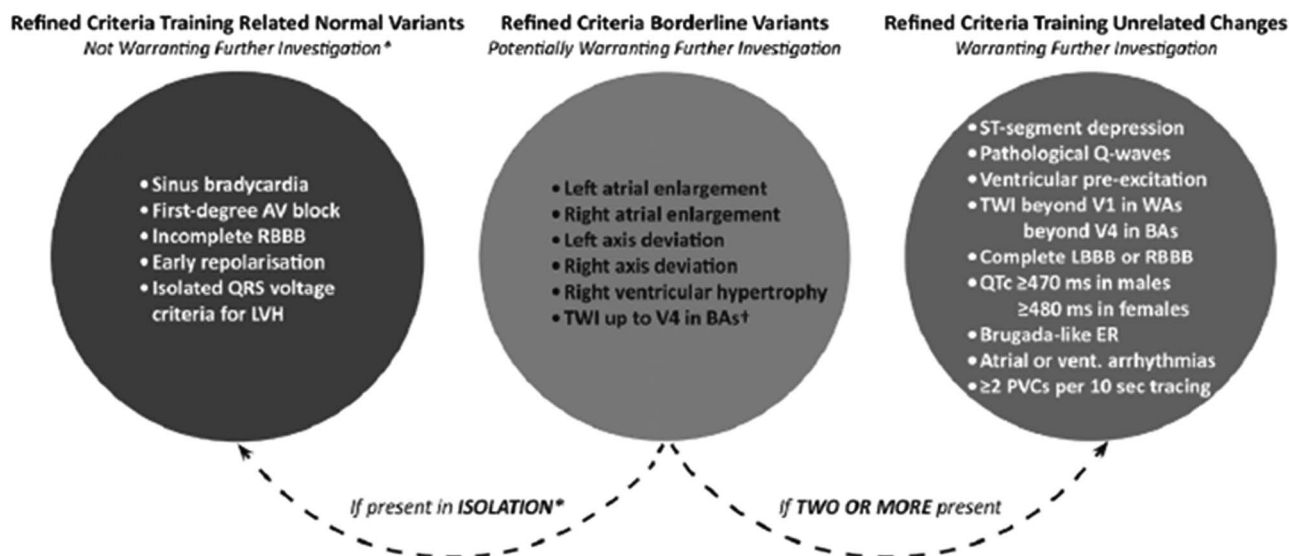 Refined Criteria Training Related Normal Variants
Not Warranting Further Investigation*
• Sinus bradycardia
• First-degree AV block
• Incomplete RBBB
• Early repolarisation
• Isolated QRS voltage
criteria for LVH
Refined Criteria Borderline Variants
Potentially Warranting Further Investigation
• Left atrial enlargement
• Right atrial enlargement
• Left axis deviation
• Right axis deviation
• Right ventricular hypertrophy
• TWI up to V4 in BAs†
Refined Criteria Training Unrelated Changes
Warranting Further Investigation
• ST-segment depression
• Pathological Q-waves
• Ventricular pre-excitation
• TWI beyond V1 in WAs
beyond V4 in BAs
• Complete LBBB or RBBB
• QTc ≥470 ms in males
≥480 ms in females
• Brugada-like ER
• Atrial or vent. arrhythmias
• ≥2 PVCs per 10 sec tracing
If present in ISOLATION*
If TWO OR MORE present